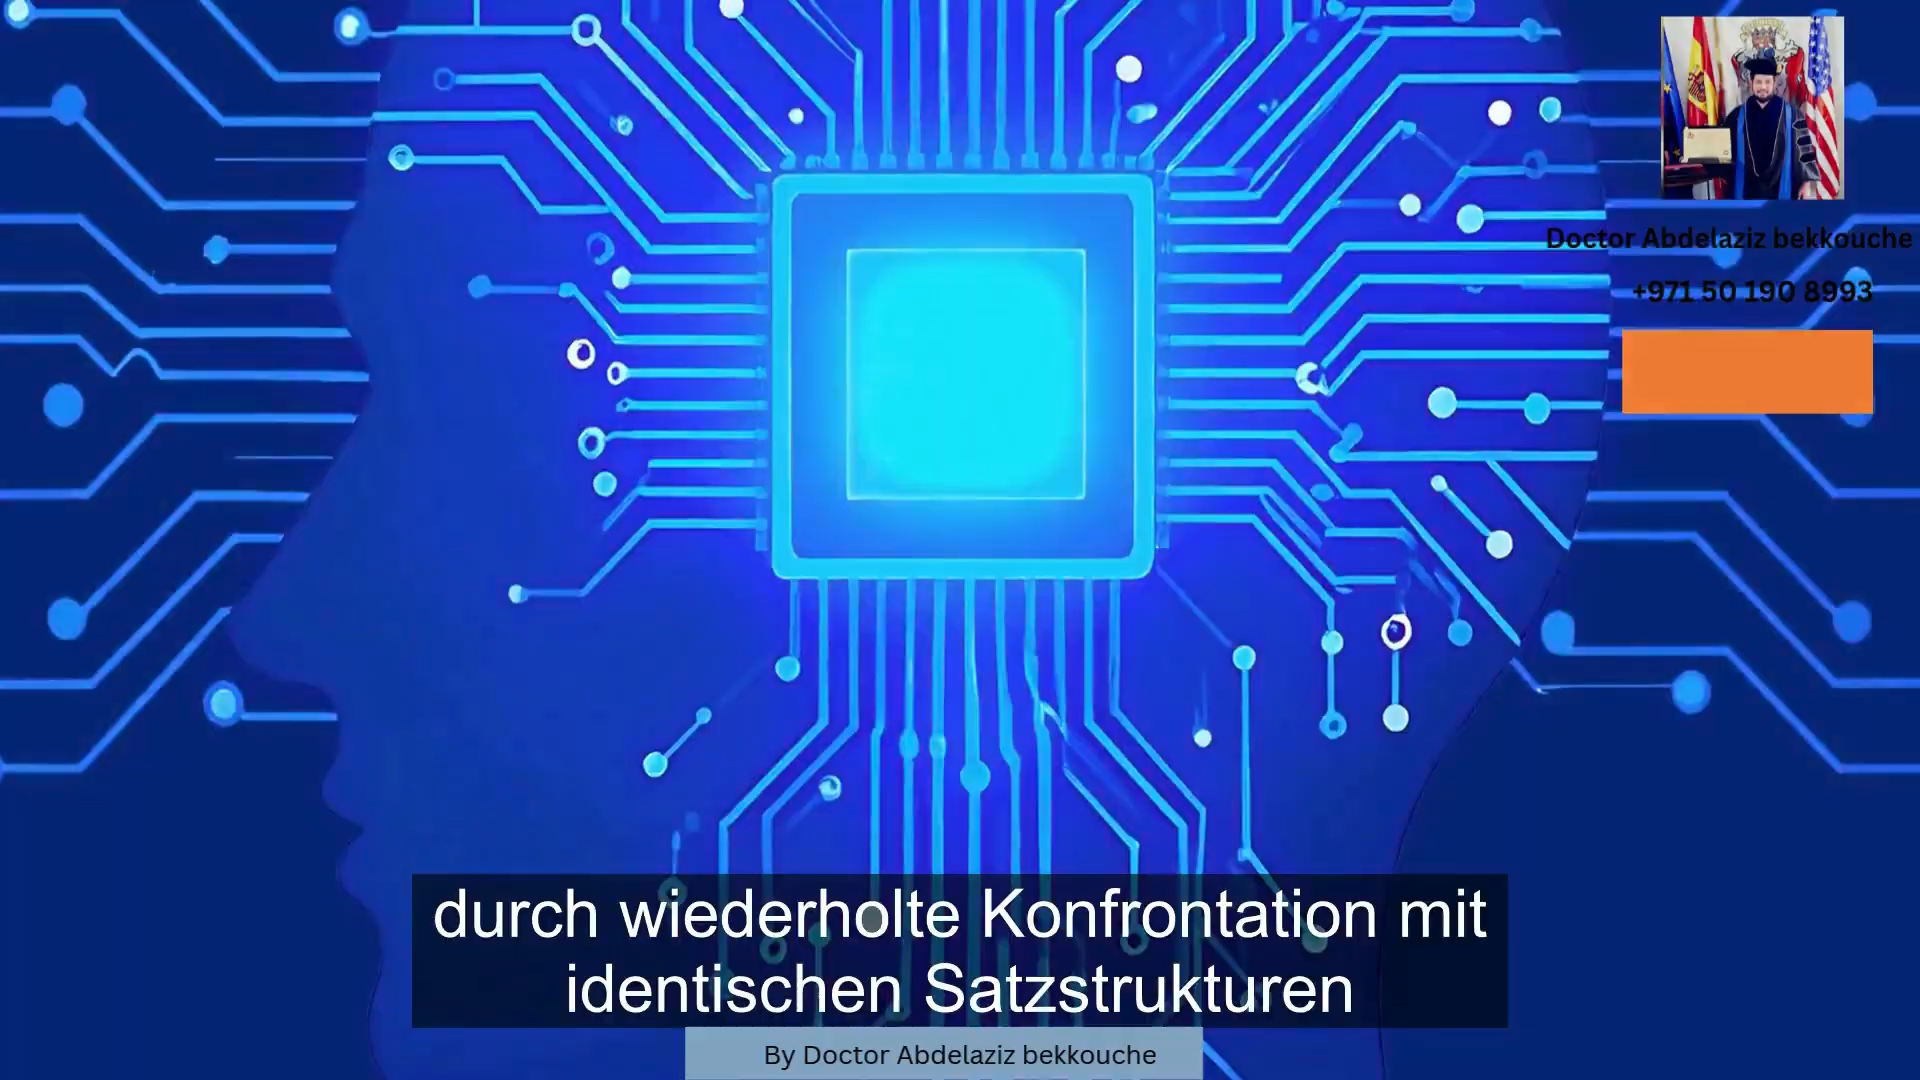 Doctor Abdelaziz bekkouche
+971 50 190 8993
durch wiederholte Konfrontation mit
identischen Satzstrukturen
By Doctor Abdelaziz bekkouche